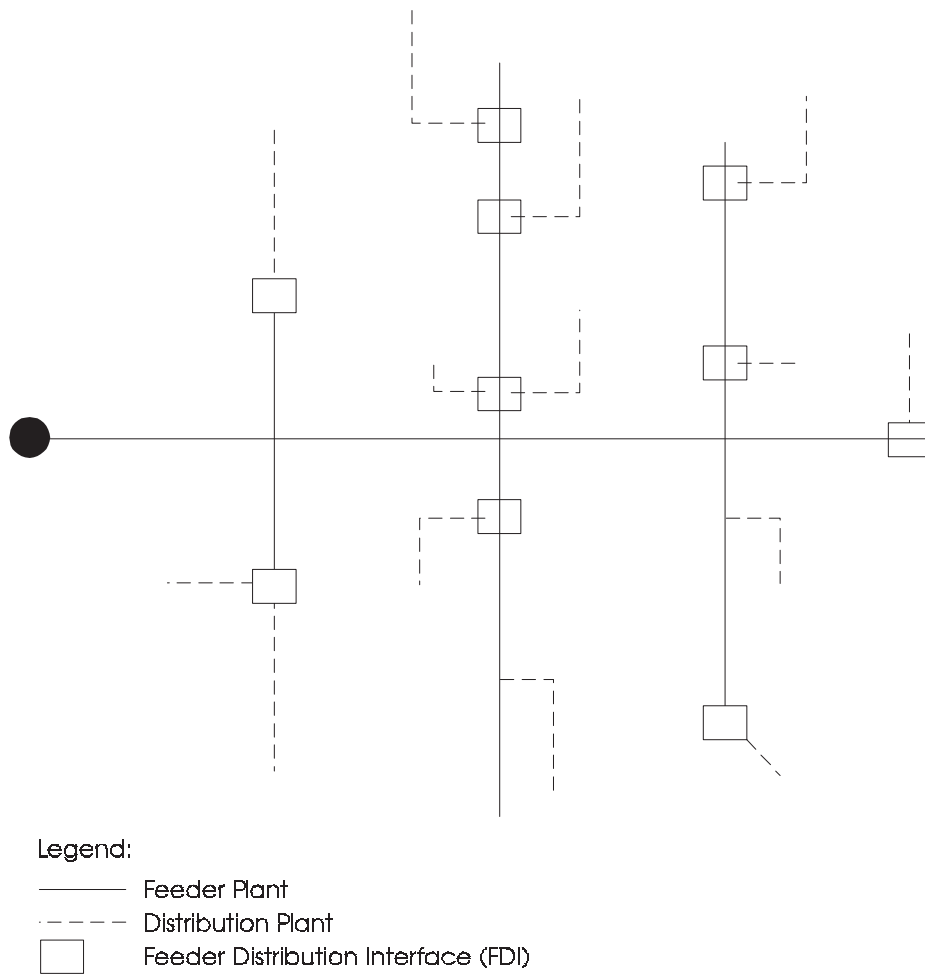 Legend:
Feeder Plant
Distribution Plant
Feeder Distribution Interface (FDI)